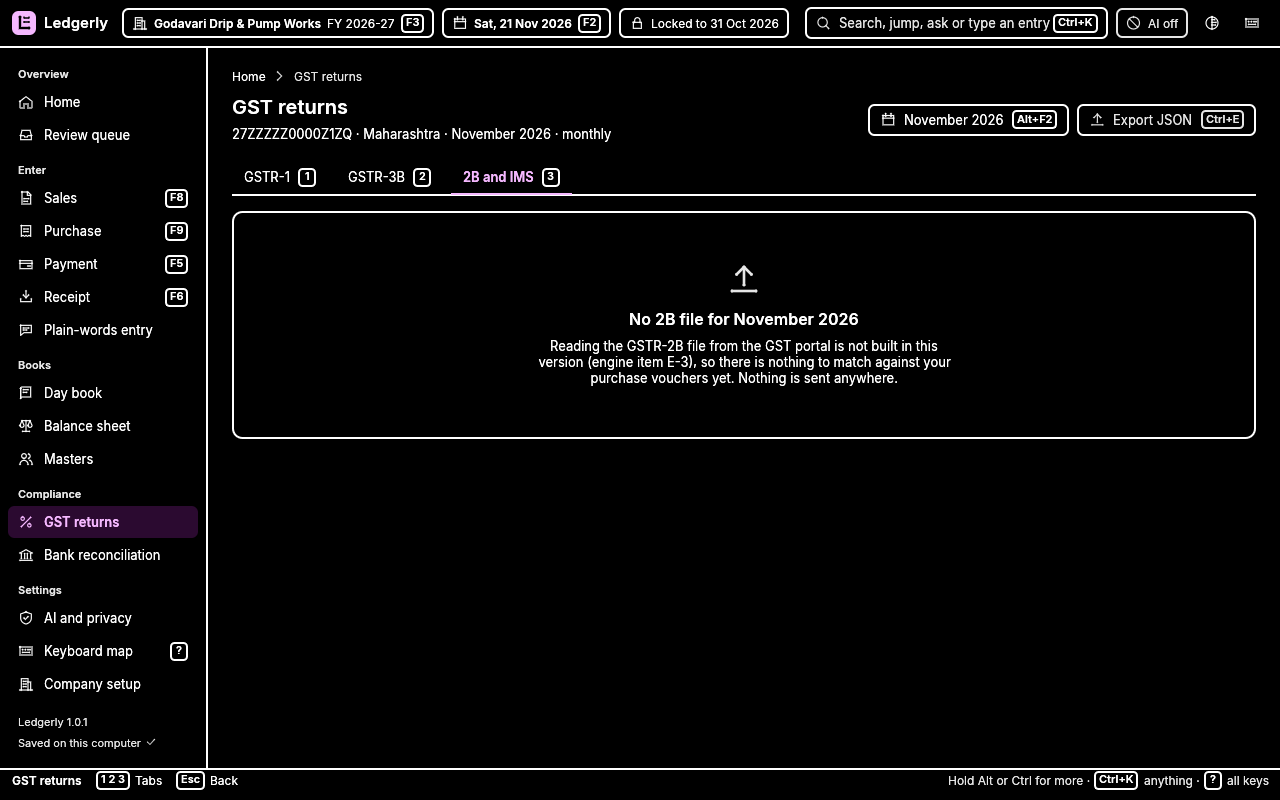 Ledgerly
Godavari Drip & Pump Works FY 2026-27 F3
Sat, 21 Nov 2026 F2
Locked to 31 Oct 2026
Search, jump, ask or type an entry Ctrl+K
AI off
Overview
Home
Review queue
Enter
Sales F8
Purchase F9
Payment F5
Receipt F6
Plain-words entry
Books
Day book
Balance sheet
Masters
Compliance
GST returns
Bank reconciliation
Settings
AI and privacy
Keyboard map ?
Company setup
Ledgerly 1.0.1
Saved on this computer
Home GST returns
GST returns
27ZZZZZ0000Z1ZQ · Maharashtra · November 2026 · monthly
November 2026 Alt+F2
Export JSON Ctrl+E
GSTR-1 1 GSTR-3B 2 2B and IMS 3
No 2B file for November 2026
Reading the GSTR-2B file from the GST portal is not built in this
version (engine item E-3), so there is nothing to match against your
purchase vouchers yet. Nothing is sent anywhere.
GST returns 1 2 3 Tabs Esc Back
Hold Alt or Ctrl for more · Ctrl+K anything · ? all keys